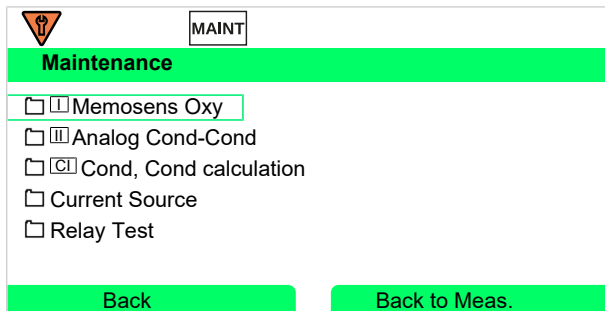 MAINT
Maintenance
I Memosens Oxy
II Analog Cond-Cond
CI Cond, Cond calculation
Current Source
Relay Test
Back Back to Meas.